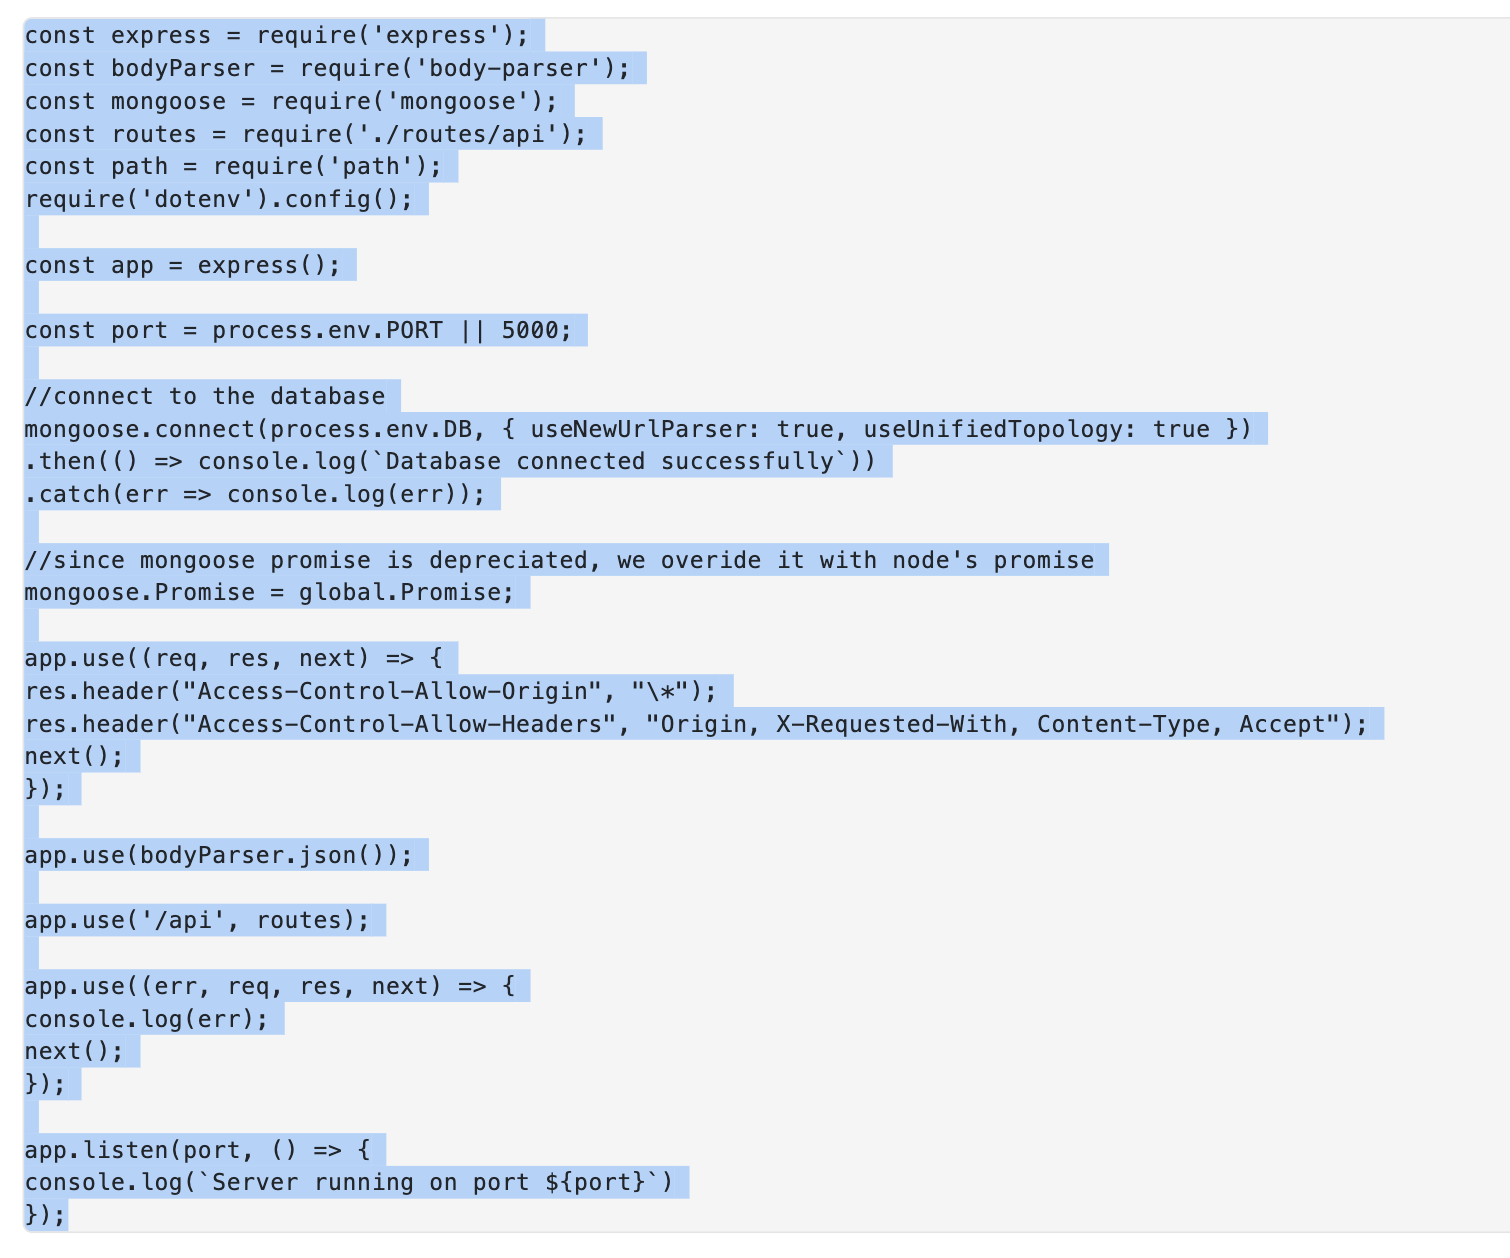 const express = require('express');
const bodyParser = require('body-parser');
const mongoose = require('mongoose');
const routes = require('./routes/api');
const path = require('path');
require('dotenv').config();

const app = express();

const port = process.env.PORT || 5000;

//connect to the database
mongoose.connect(process.env.DB, { useNewUrlParser: true, useUnifiedTopology: true })
.then(() => console.log(`Database connected successfully`))
.catch(err => console.log(err));

//since mongoose promise is depreciated, we overide it with node's promise
mongoose.Promise = global.Promise;

app.use((req, res, next) => {
res.header("Access-Control-Allow-Origin", "\*");
res.header("Access-Control-Allow-Headers", "Origin, X-Requested-With, Content-Type, Accept");
next();
});

app.use(bodyParser.json());

app.use('/api', routes);

app.use((err, req, res, next) => {
console.log(err);
next();
});

app.listen(port, () => {
console.log(`Server running on port ${port}`)
});